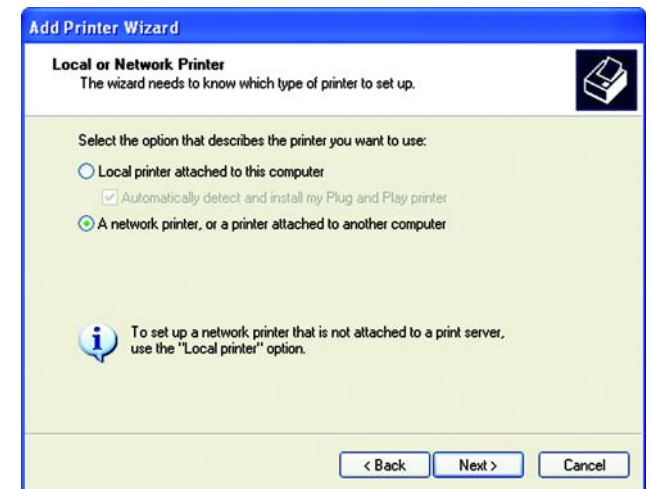 Add Printer Wizard
Local or Network Printer
The wizard needs to know which type of printer to set up.
Select the option that describes the printer you want to use:
Local printer attached to this computer
Automatically detect and install my Plug and Play printer
A network printer, or a printer attached to another computer
To set up a network printer that is not attached to a print server,
use the "Local printer" option.
< Back Next > Cancel